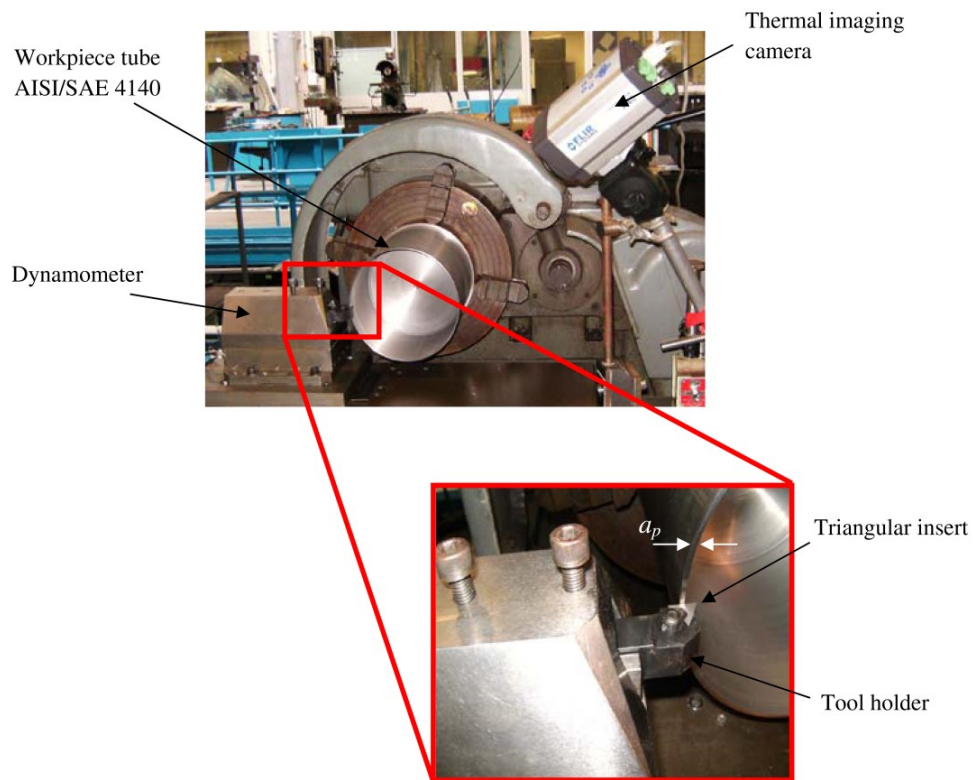 Thermal imaging
camera
Workpiece tube
AISI/SAE 4140
FLIR
Dynamometer
a_p
Triangular insert
Tool holder